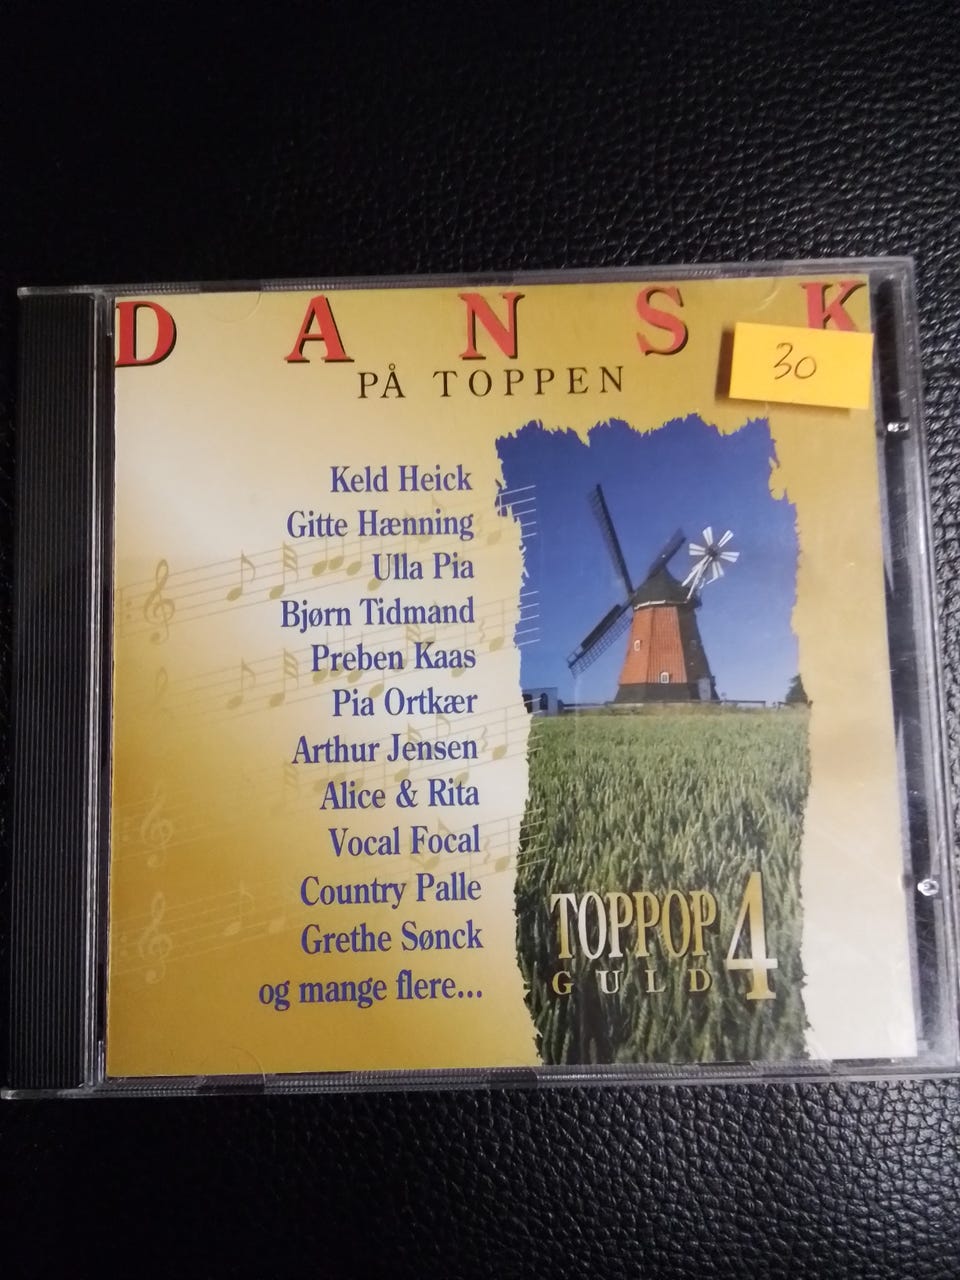 DANSK
PÅ TOPPEN
30
Keld Heick
Gitte Hænning
Ulla Pia
Bjørn Tidmand
Preben Kaas
Pia Ortkær
Arthur Jensen
Alice & Rita
Vocal Focal
Country Palle
Grethe Sønck
og mange flere...
TOPPOP 4
GULD